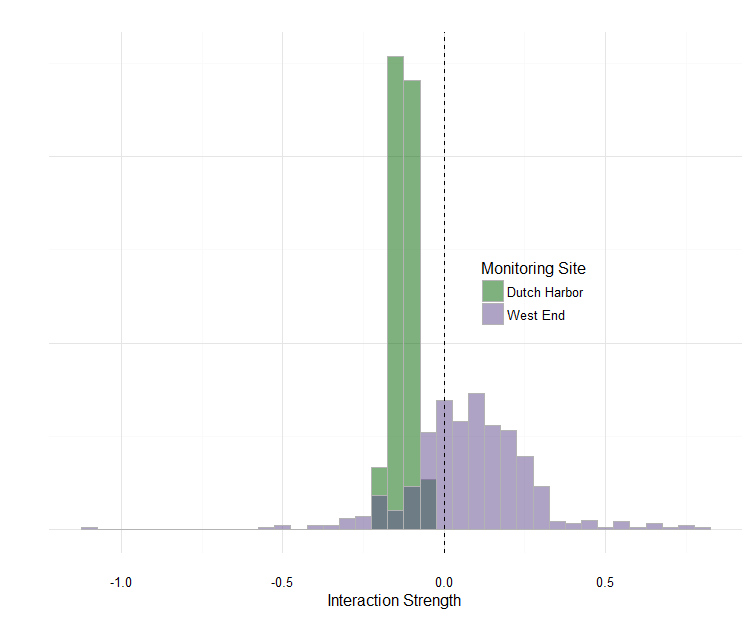 Monitoring Site
Dutch Harbor
West End
-1.0 -0.5 0.0 0.5
Interaction Strength